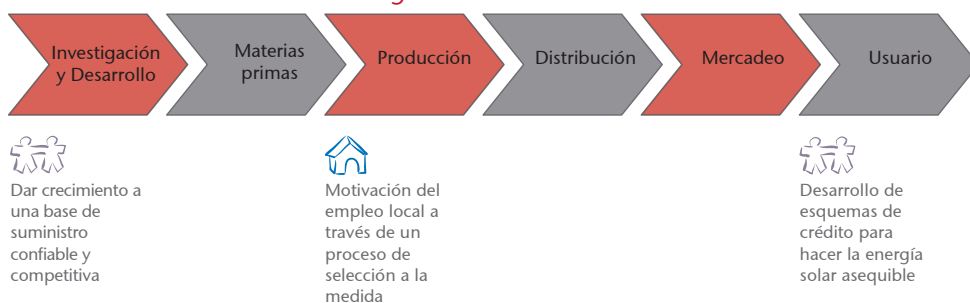 Investigación
y Desarrollo
Materias
primas
Producción
Distribución
Mercadeo
Usuario
Dar crecimiento a
una base de
suministro
confiable y
competitiva
Motivación del
empleo local a
través de un
proceso de
selección a la
medida
Desarrollo de
esquemas de
crédito para
hacer la energía
solar asequible